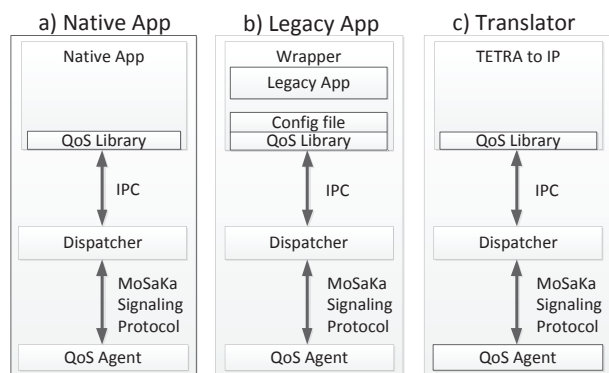 a) Native App
Native App
QoS Library
IPC
Dispatcher
MoSaKa
Signaling
Protocol
QoS Agent
b) Legacy App
Wrapper
Legacy App
Config file
QoS Library
IPC
Dispatcher
MoSaKa
Signaling
Protocol
QoS Agent
c) Translator
TETRA to IP
QoS Library
IPC
Dispatcher
MoSaKa
Signaling
Protocol
QoS Agent